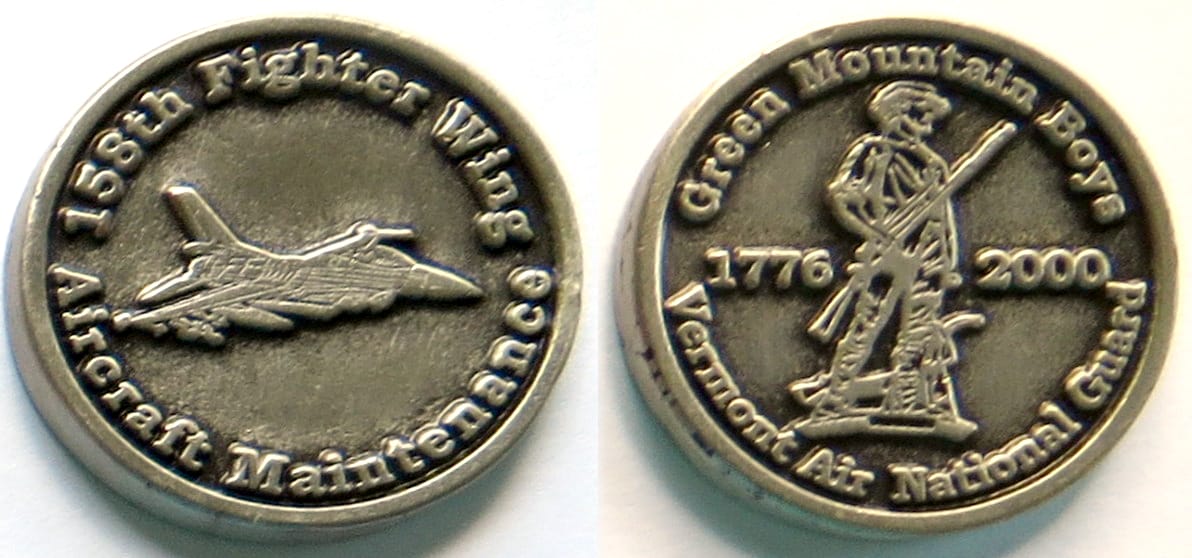 158th Fighter Wing
Aircraft Maintenance
Green Mountain Boys
1776 2000
Vermont Air National Guard